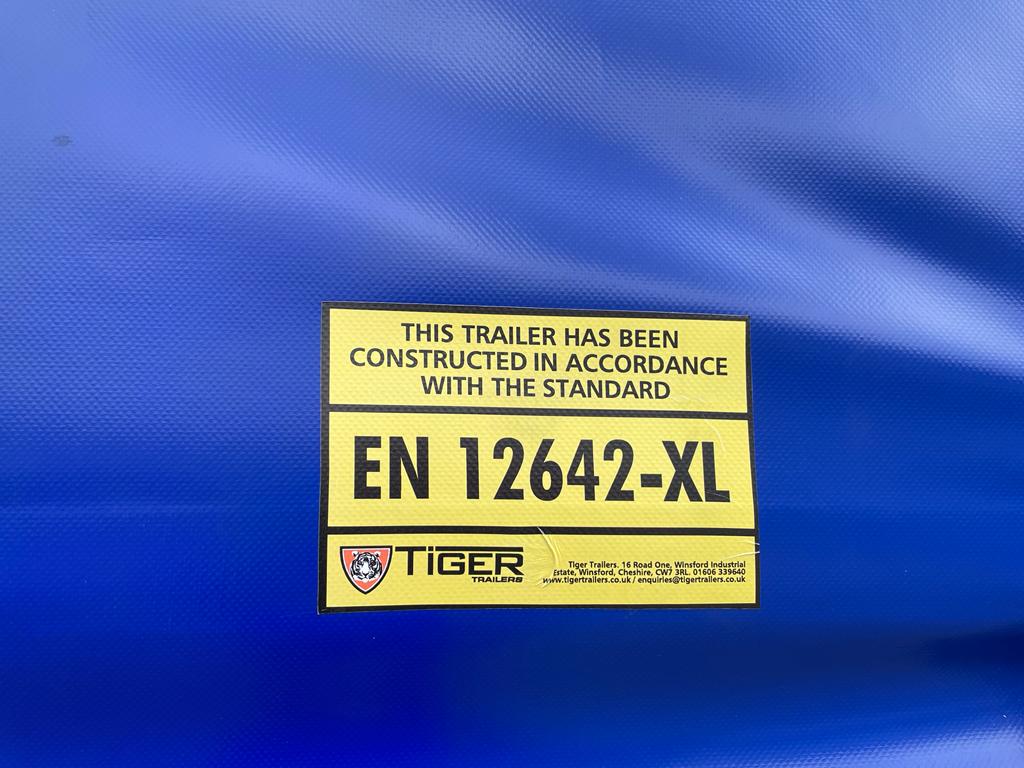 THIS TRAILER HAS BEEN
CONSTRUCTED IN ACCORDANCE
WITH THE STANDARD
EN 12642-XL
TiGER
TRAILERS
Tiger Trailers. 16 Road One, Winsford Industrial
Estate, Winsford, Cheshire, CW7 3RL. 01606 339640
www.tigertrailers.co.uk / enquiries@tigertrailers.co.uk